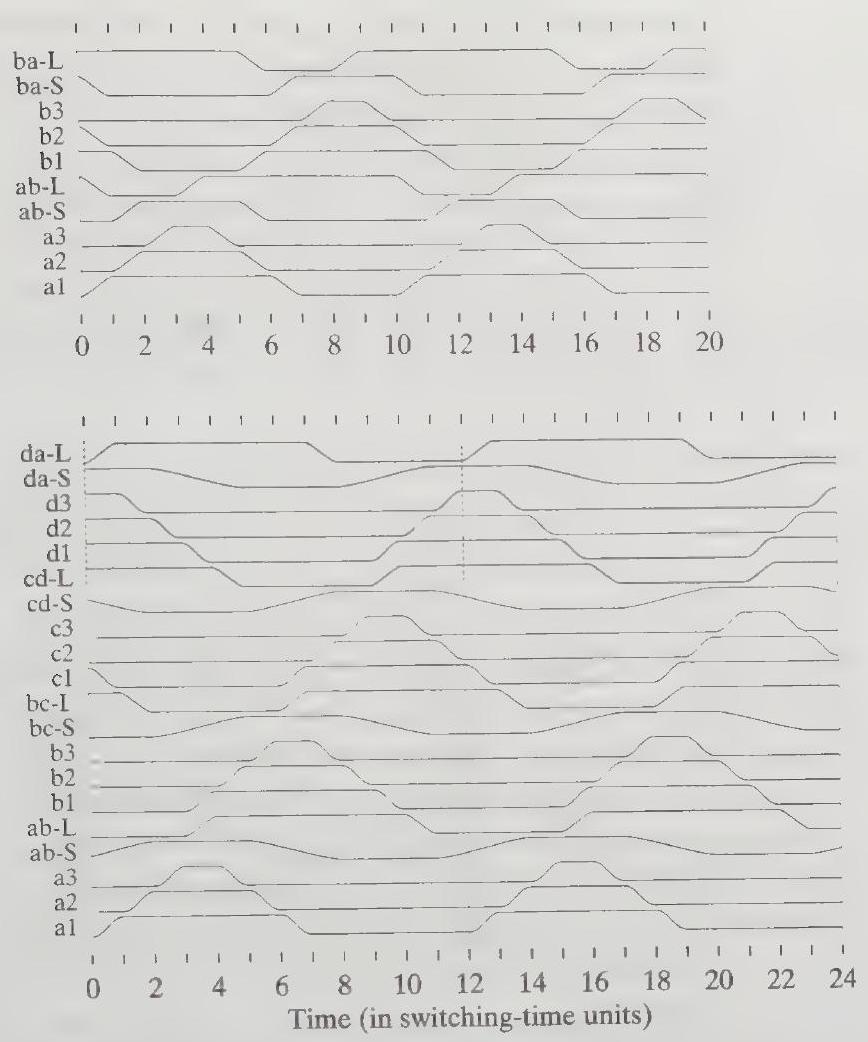 ba-L
ba-S
b3
b2
b1
ab-L
ab-S
a3
a2
a1
0 2 4 6 8 10 12 14 16 18 20
da-L
da-S
d3
d2
d1
cd-L
cd-S
c3
c2
c1
bc-L
bc-S
b3
b2
b1
ab-L
ab-S
a3
a2
a1
0 2 4 6 8 10 12 14 16 18 20 22 24
Time (in switching-time units)